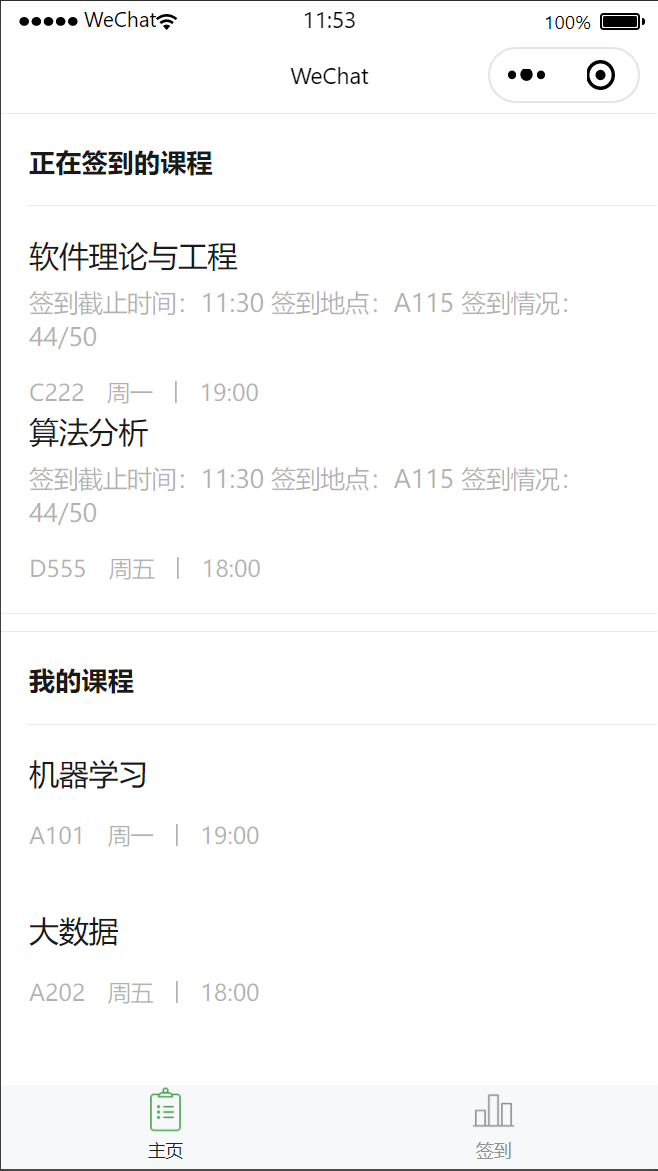 WeChat 11:53 100%
WeChat
正在签到的课程
软件理论与工程
签到截止时间：11:30 签到地点：A115 签到情况：
44/50
C222 周一 | 19:00
算法分析
签到截止时间：11:30 签到地点：A115 签到情况：
44/50
D555 周五 | 18:00
我的课程
机器学习
A101 周一 | 19:00
大数据
A202 周五 | 18:00
主页 签到